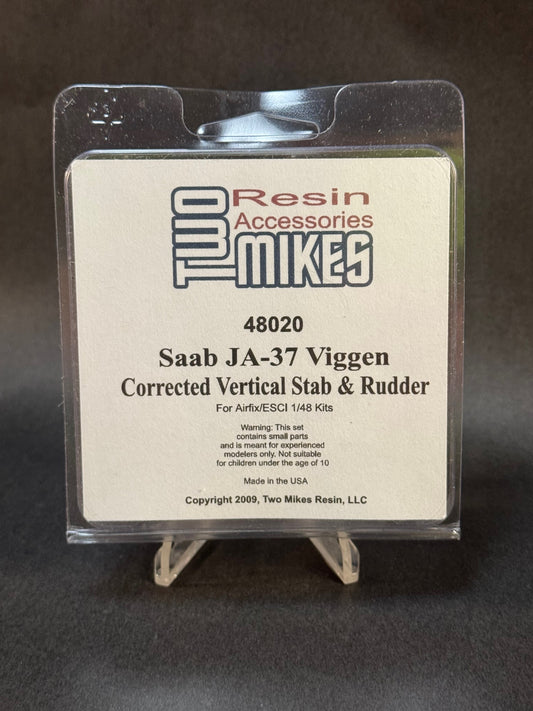 TWO
Resin
Accessories
MIKES
48020
Saab JA-37 Viggen
Corrected Vertical Stab & Rudder
For Airfix/ESCI 1/48 Kits
Warning: This set
contains small parts
and is meant for experienced
modelers only. Not suitable
for children under the age of 10
Made in the USA
Copyright 2009, Two Mikes Resin, LLC